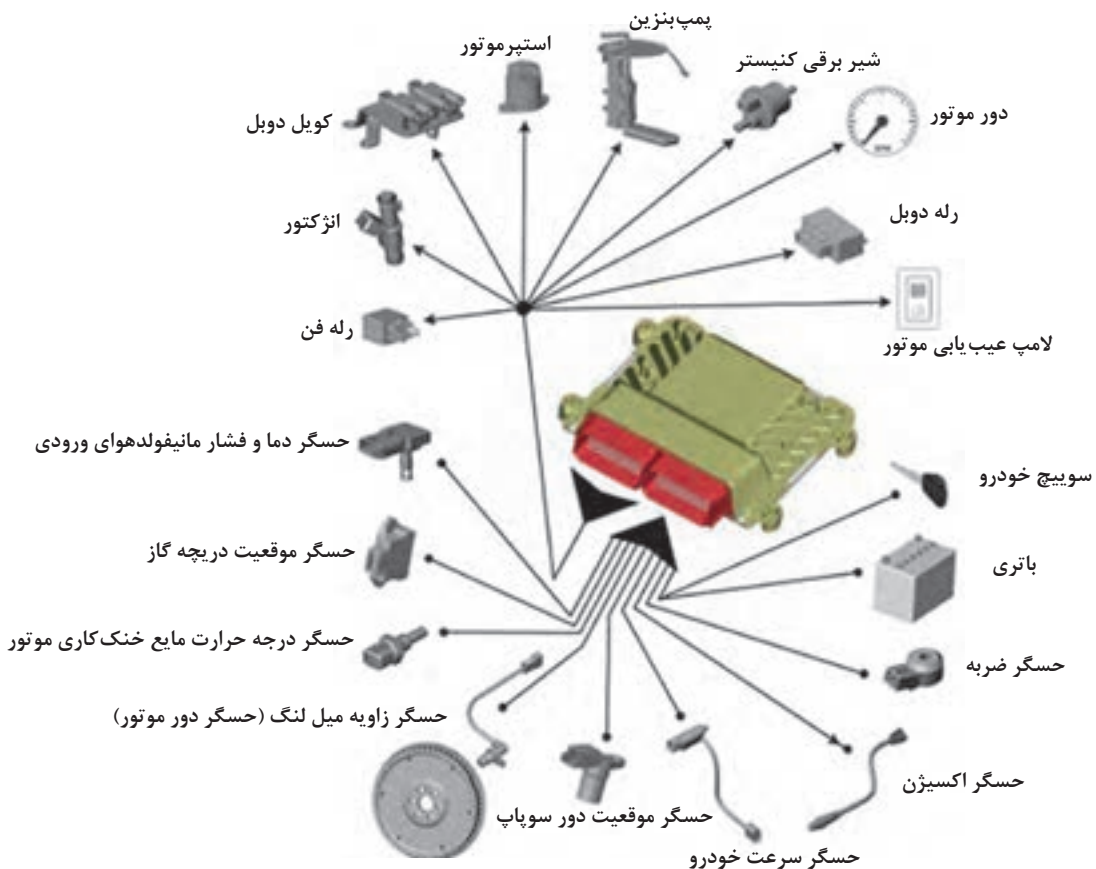 پمپ‌بنزین
استپرموتور
شیر برقی کنیستر
دور موتور
کویل دوبل
رله دوبل
انژکتور
رله فن
لامپ عیب‌یابی موتور
حسگر دما و فشار مانیفولدهوای ورودی
سوییچ خودرو
حسگر موقعیت دریچه گاز
باتری
حسگر درجه حرارت مایع خنک‌کاری موتور
حسگر ضربه
حسگر زاویه میل لنگ (حسگر دور موتور)
حسگر اکسیژن
حسگر موقعیت دور سوپاپ
حسگر سرعت خودرو